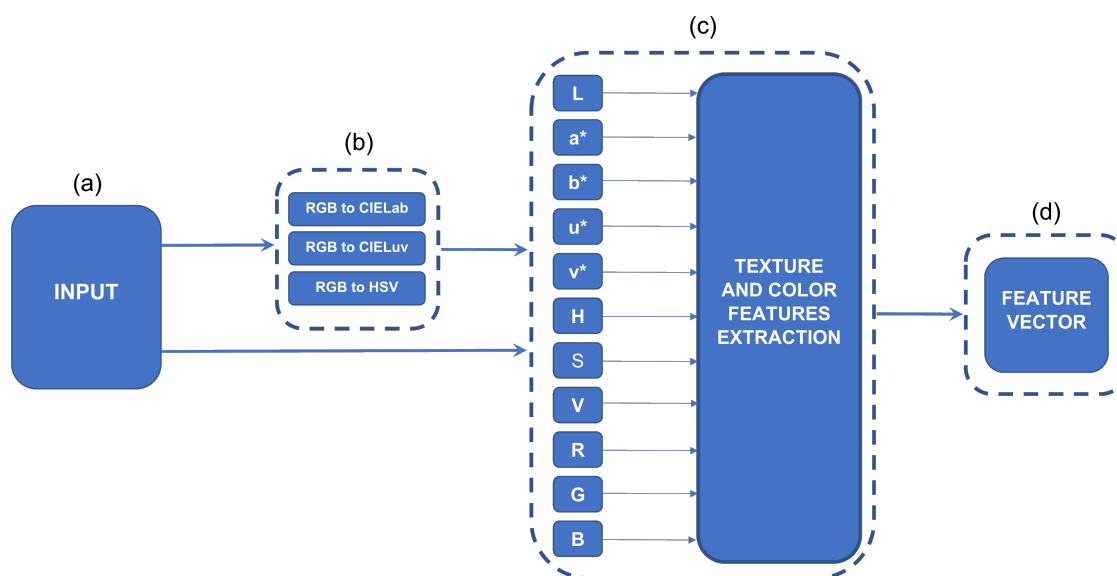 (a)
INPUT
(b)
RGB to CIELab
RGB to CIELuv
RGB to HSV
(c)
L
a*
b*
u*
v*
H
S
V
R
G
B
TEXTURE
AND COLOR
FEATURES
EXTRACTION
(d)
FEATURE
VECTOR